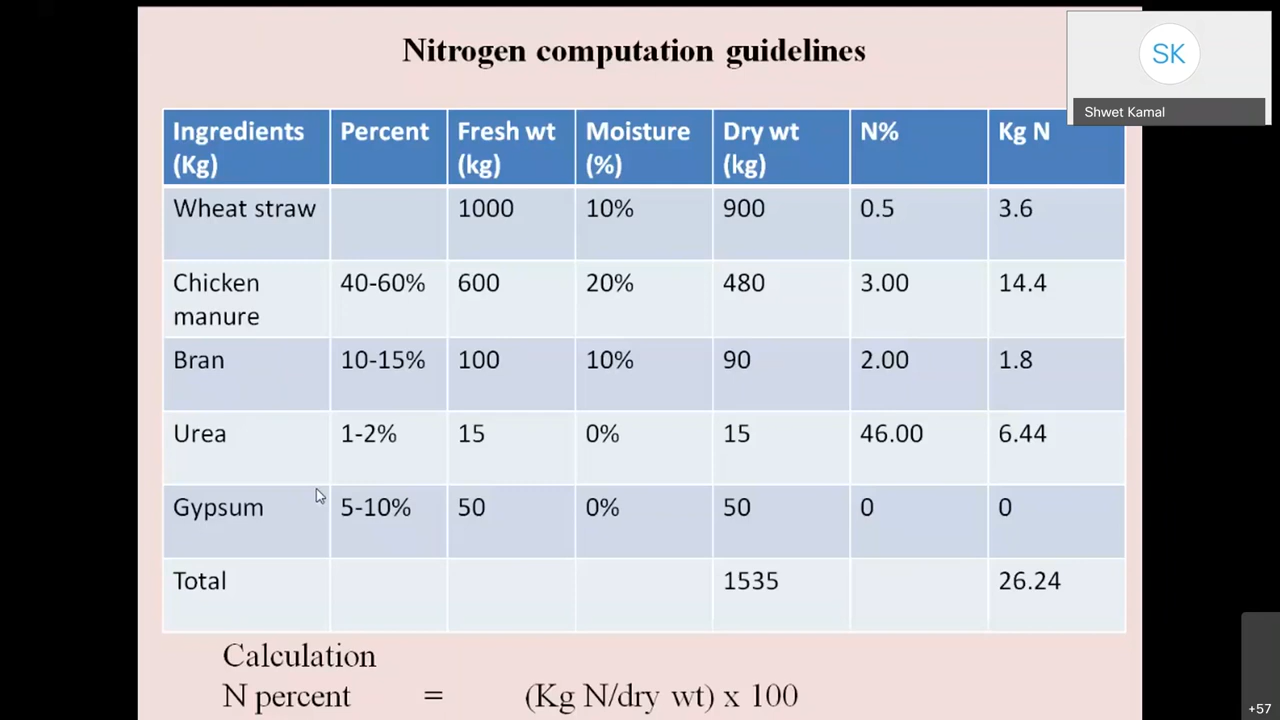 Nitrogen computation guidelines
SK
Shwet Kamal
Ingredients (Kg) Percent Fresh wt (kg) Moisture (%) Dry wt (kg) N% Kg N
Wheat straw 1000 10% 900 0.5 3.6
Chicken manure 40-60% 600 20% 480 3.00 14.4
Bran 10-15% 100 10% 90 2.00 1.8
Urea 1-2% 15 0% 15 46.00 6.44
Gypsum 5-10% 50 0% 50 0 0
Total 1535 26.24
Calculation
N percent = (Kg N/dry wt) x 100
+57